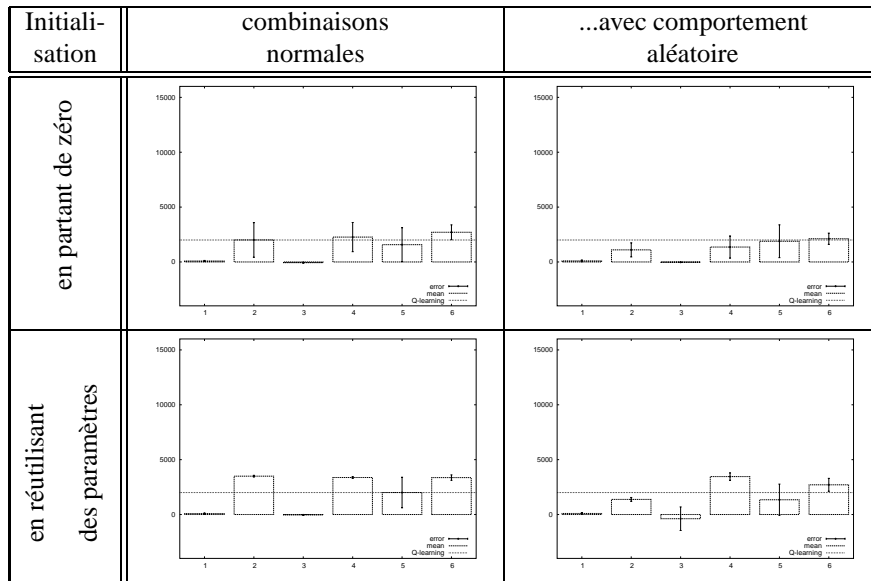 Initiali-
sation
combinaisons
normales
...avec comportement
aléatoire
en partant de zéro
15000
10000
5000
0
error
mean
Q-learning
1 2 3 4 5 6
15000
10000
5000
0
error
mean
Q-learning
1 2 3 4 5 6
en réutilisant
des paramètres
15000
10000
5000
0
error
mean
Q-learning
1 2 3 4 5 6
15000
10000
5000
0
error
mean
Q-learning
1 2 3 4 5 6